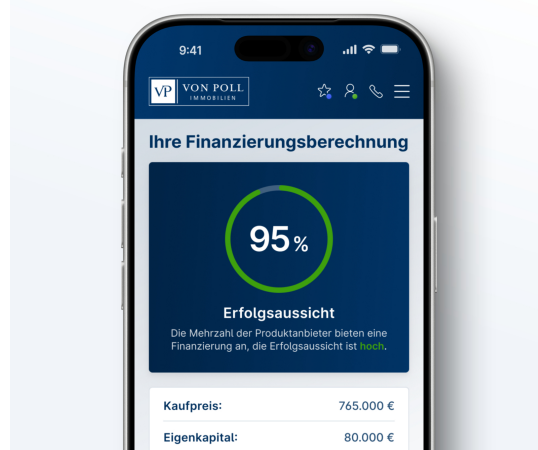 9:41
VP VON POLL
IMMOBILIEN
Ihre Finanzierungsberechnung
95 %
Erfolgsaussicht
Die Mehrzahl der Produktanbieter bieten eine
Finanzierung an, die Erfolgsaussicht ist hoch.
Kaufpreis: 765.000 €
Eigenkapital: 80.000 €